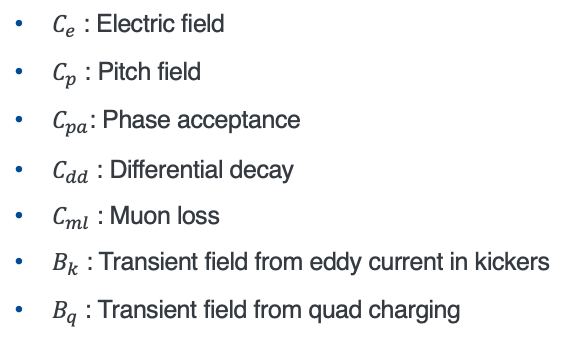 • C_e : Electric field
• C_p : Pitch field
• C_pa: Phase acceptance
• C_dd : Differential decay
• C_ml : Muon loss
• B_k : Transient field from eddy current in kickers
• B_q : Transient field from quad charging